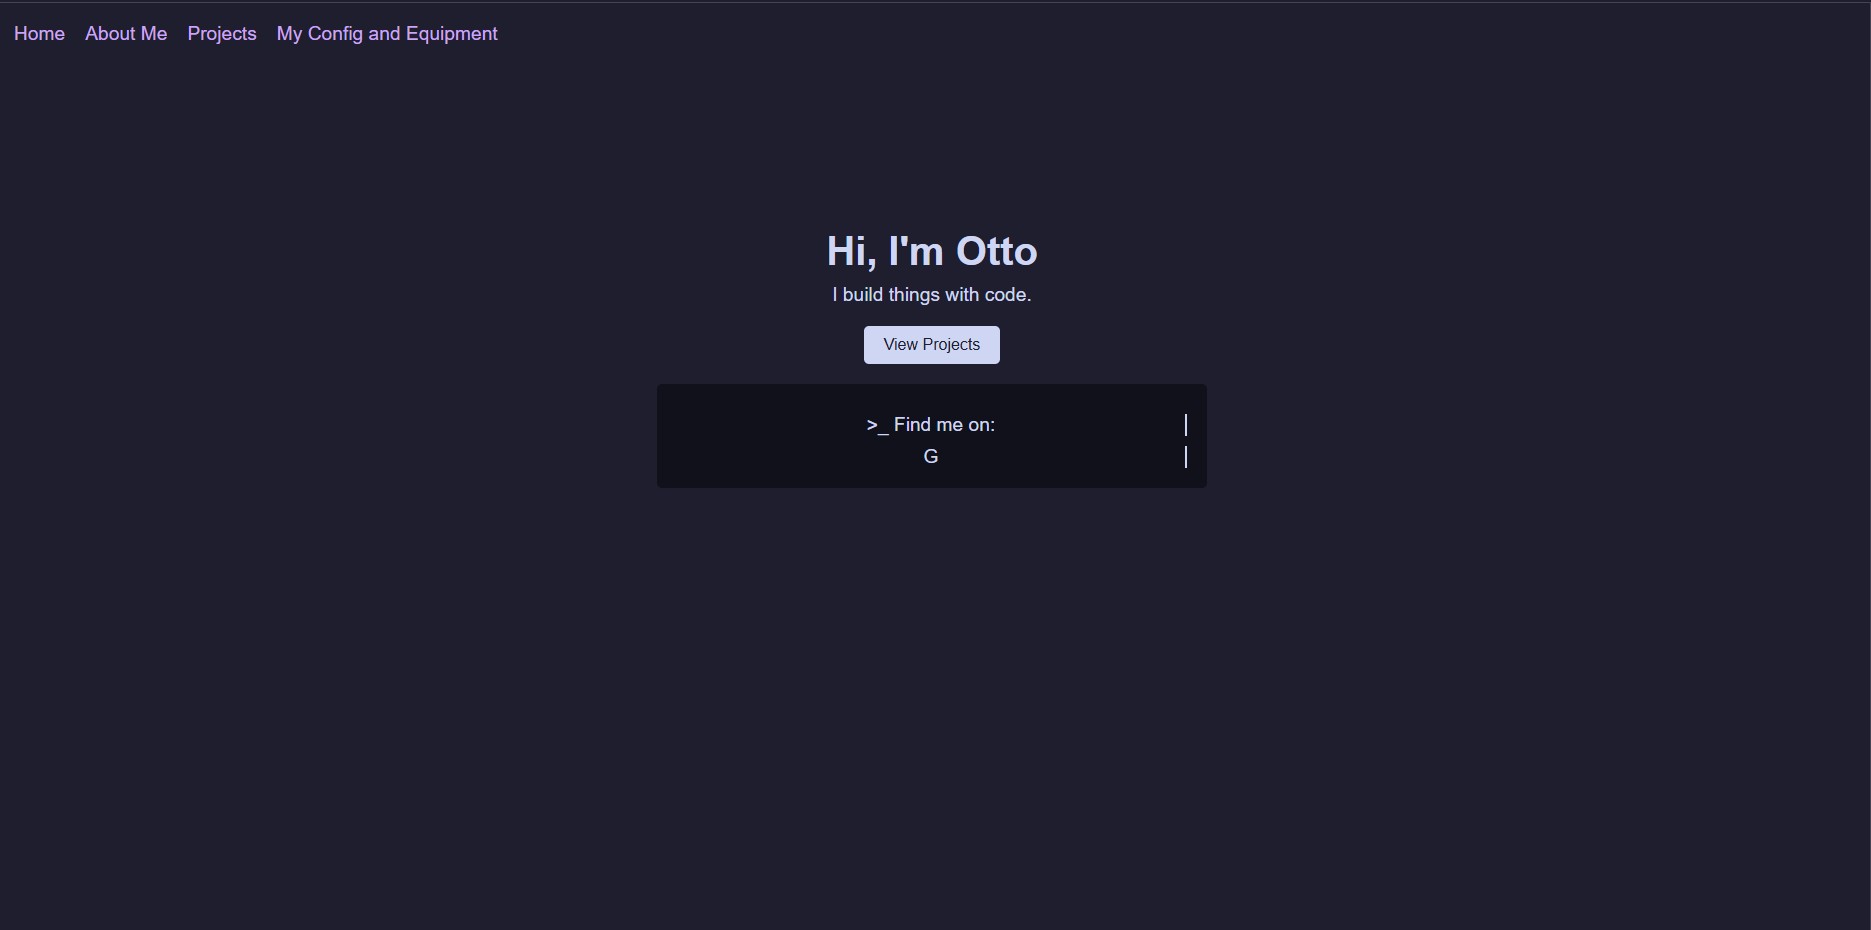 Home About Me Projects My Config and Equipment
Hi, I'm Otto
I build things with code.
View Projects
>_ Find me on:
G